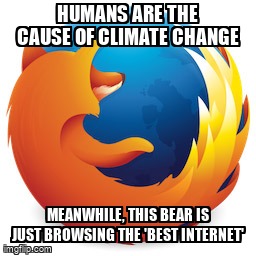 HUMANS ARE THE
CAUSE OF CLIMATE CHANGE
MEANWHILE, THIS BEAR IS
JUST BROWSING THE 'BEST INTERNET'
imgflip.com